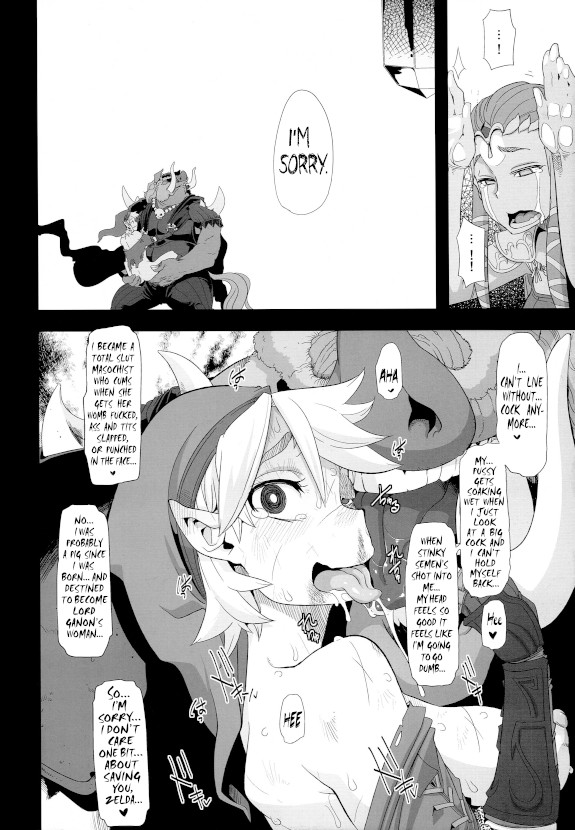 …!
…!
I'M
SORRY.
I...
CAN'T LIVE
WITHOUT...
COCK ANY-
MORE...
♥
MY...
PUSSY GETS
SOAKING
WET WHEN
I JUST
LOOK
AT A BIG
COCK AND
I CAN'T
HOLD
MYSELF
BACK...
♥
AHA
♥
HEE
♥
WHEN
STINKY
SEMEN'S
SHOT INTO
ME...
MY HEAD
FEELS SO
GOOD IT
FEELS LIKE
I'M GOING
TO GO
DUMB...
♥
I BECAME A
TOTAL SLUT
MASOCHIST
WHO CUMS
WHEN SHE
GETS HER
WOMB FUCKED,
ASS AND TITS
SLAPPED,
OR PUNCHED
IN THE FACE...
♥
NO...
I WAS
PROBABLY
A PIG SINCE
I WAS
BORN... AND
DESTINED TO
BECOME LORD
GANON'S
WOMAN...
♥
HEE
♥
SO...
I'M
SORRY...
I DON'T
CARE
ONE BIT...
ABOUT
SAVING
YOU,
ZELDA...
♥